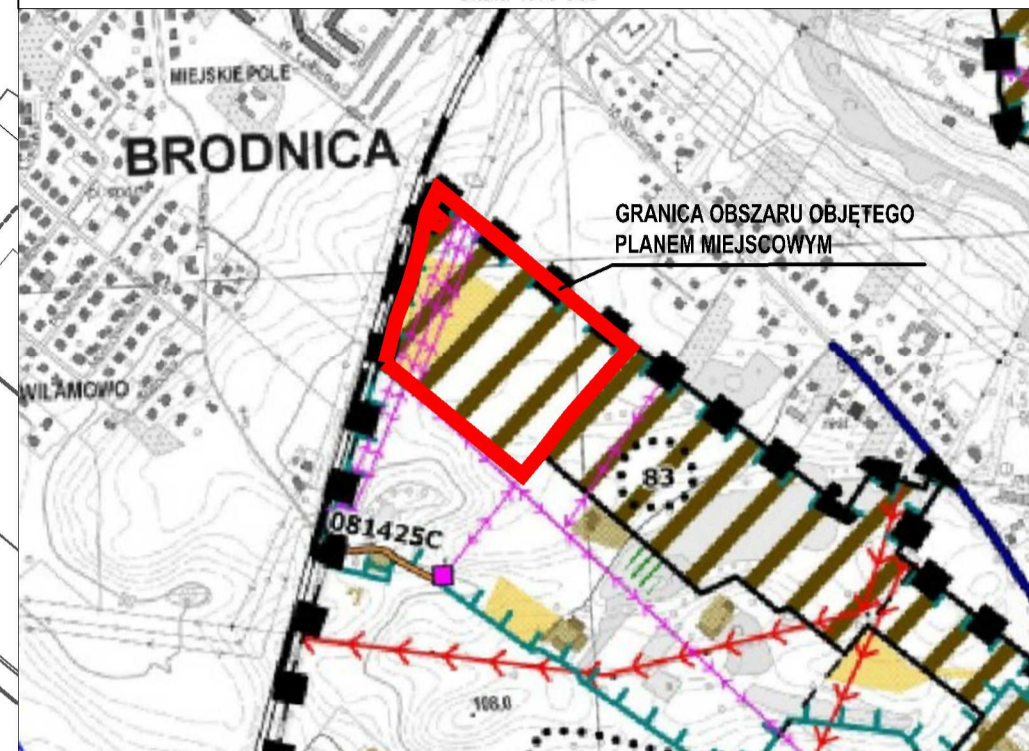 MIEJSKIE POLE
BRODNICA
GRANICA OBSZARU OBJĘTEGO
PLANEM MIEJSCOWYM
WILAMOWO
83
081425C
108.0